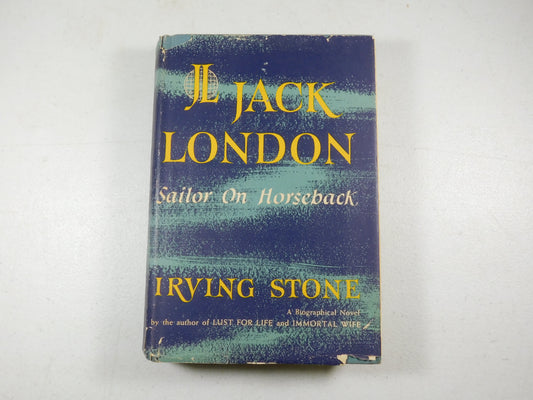 JL JACK
LONDON
Sailor On Horseback
IRVING STONE
A Biographical Novel
by the author of LUST FOR LIFE and IMMORTAL WIFE